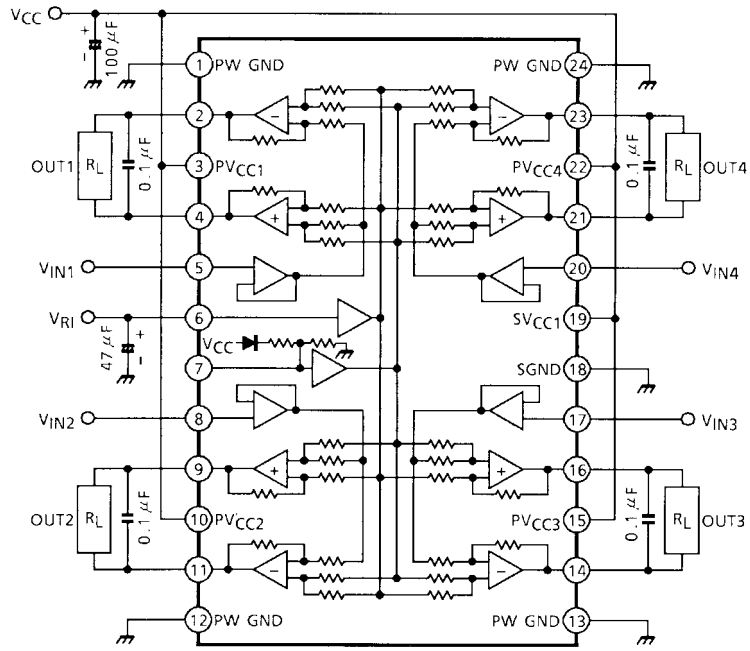 VCC
- +
100 μF
1 PW GND
PW GND 24
2
- -
23
OUT1 RL 0.1 μF
3 PVCC1
PVCC4 22
0.1 μF RL OUT4
4
+ +
21
VIN1
5
20
VIN4
VRI
6
SVCC1 19
47 μF
- +
VCC
7
SGND 18
VIN2
8
17
VIN3
9
+ +
16
OUT2 RL 0.1 μF
10 PVCC2
PVCC3 15
0.1 μF RL OUT3
11
- -
14
12 PW GND
PW GND 13